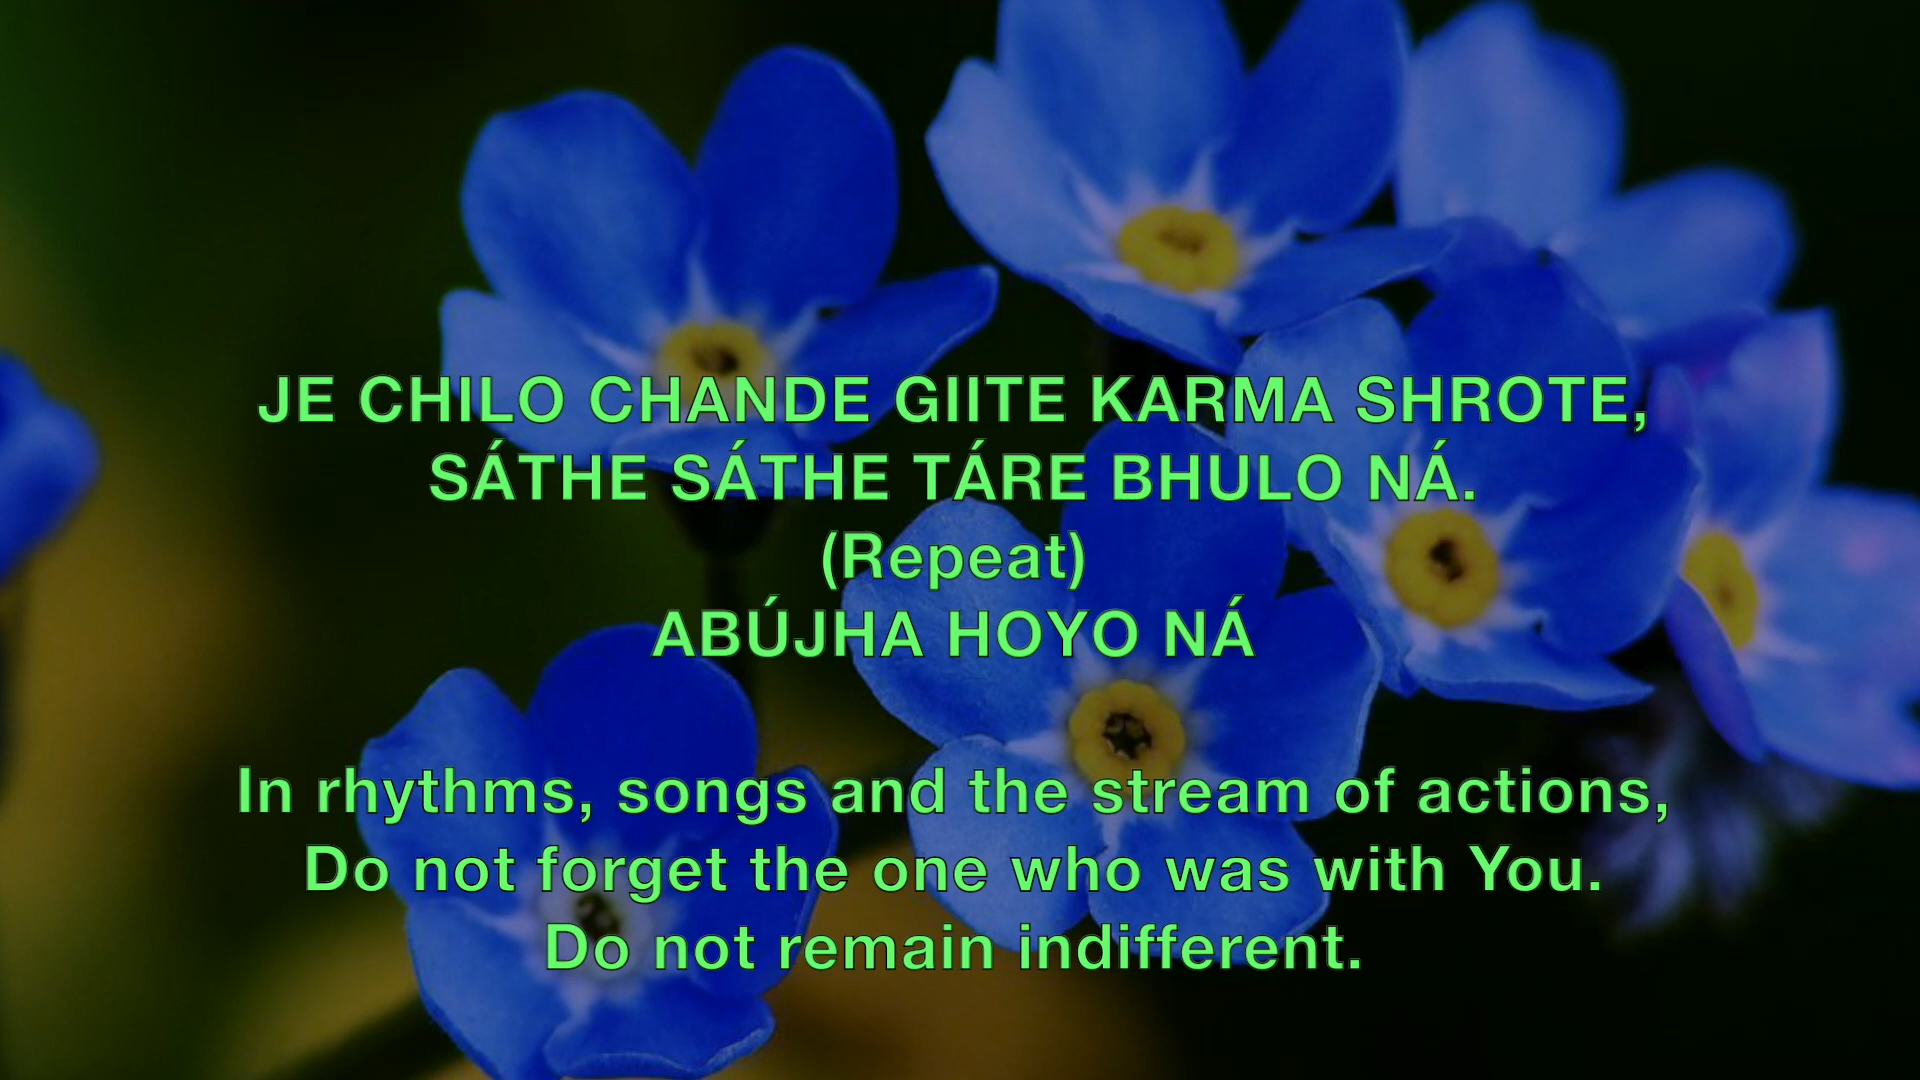 JE CHILO CHANDE GIITE KARMA SHROTE,
SÁTHE SÁTHE TÁRE BHULO NÁ.
(Repeat)
ABÚJHA HOYO NÁ
In rhythms, songs and the stream of actions,
Do not forget the one who was with You.
Do not remain indifferent.